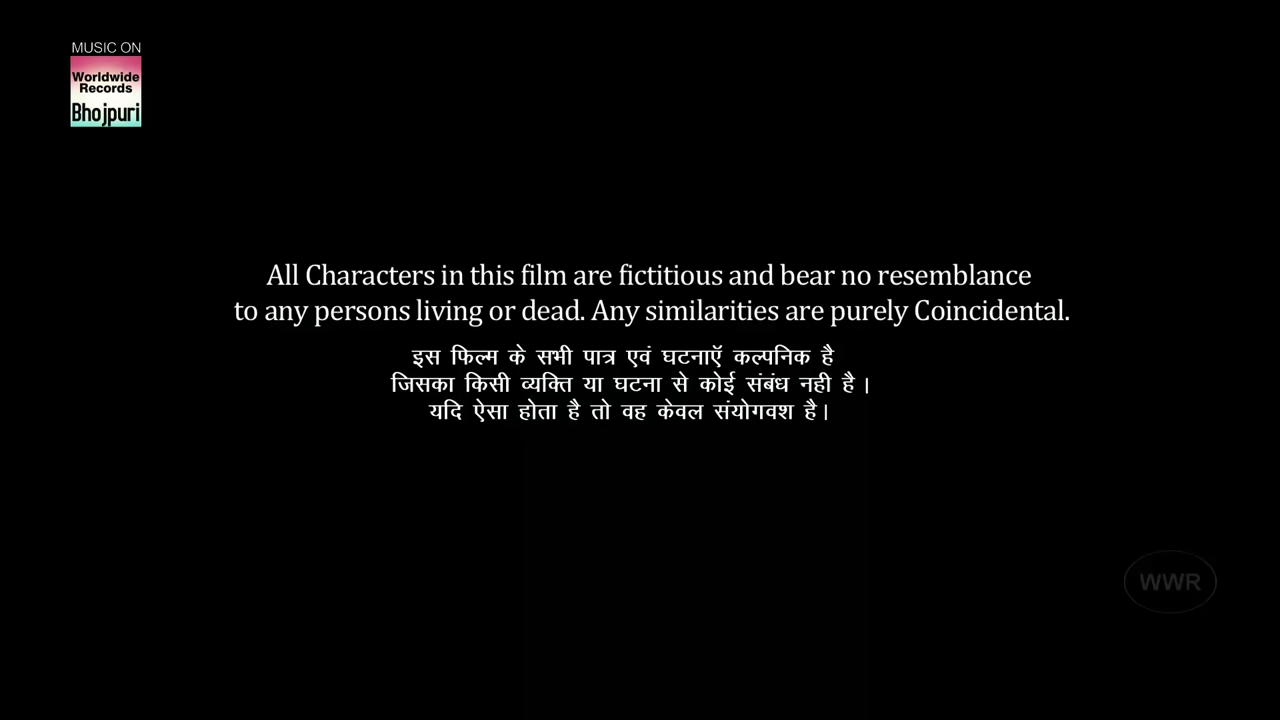 MUSIC ON
Worldwide
Records
Bhojpuri
All Characters in this film are fictitious and bear no resemblance
to any persons living or dead. Any similarities are purely Coincidental.
इस फिल्म के सभी पात्र एवं घटनाऍ कल्पनिक है
जिसका किसी व्यक्ति या घटना से कोई संबंध नही है ।
यदि ऐसा होता है तो वह केवल संयोगवश है।
WWR